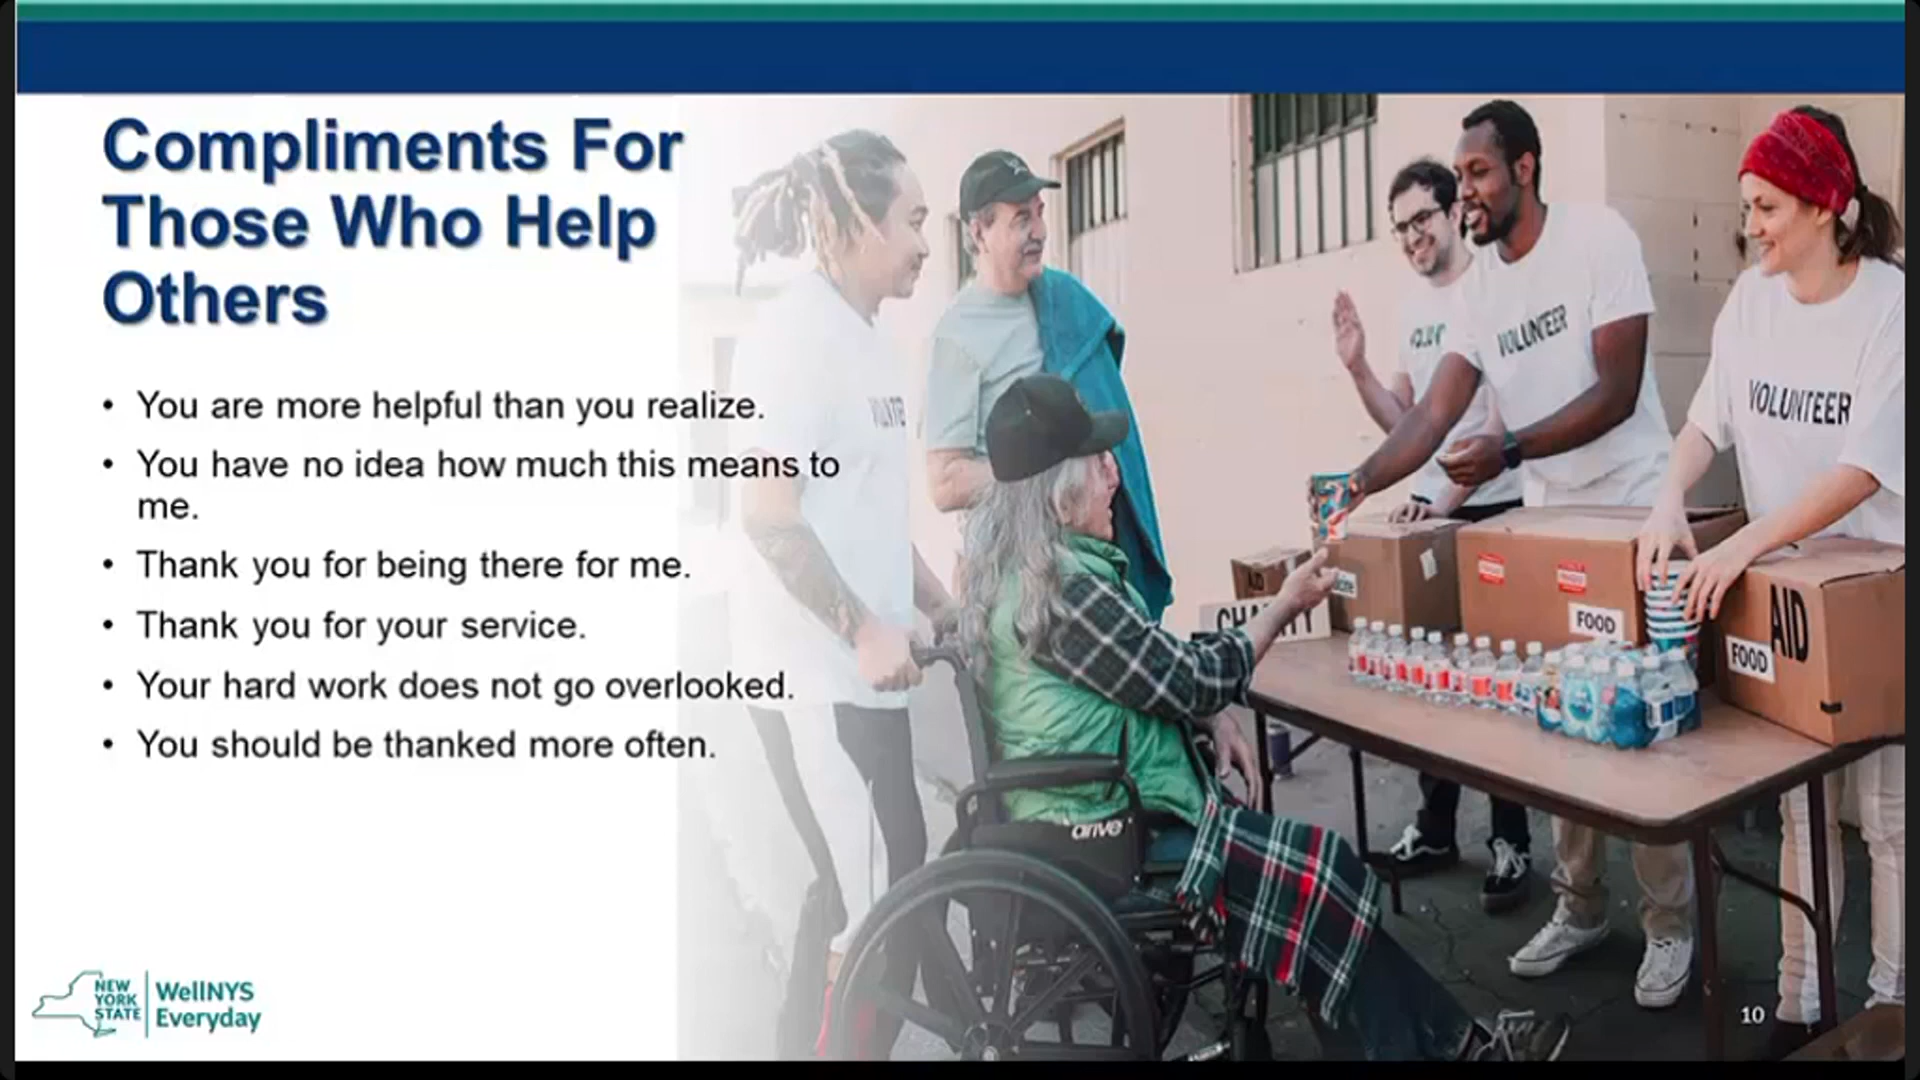 Compliments For
Those Who Help
Others
• You are more helpful than you realize.
• You have no idea how much this means to
me.
• Thank you for being there for me.
• Thank you for your service.
• Your hard work does not go overlooked.
• You should be thanked more often.
VOLUNTEER
VOLUNTEER
AID
CHARITY
FOOD
FOOD
AID
drive
NEW
YORK
STATE
WellNYS
Everyday
10